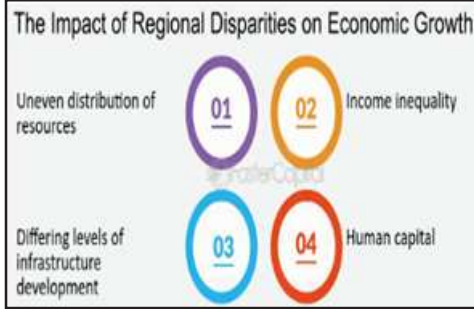 The Impact of Regional Disparities on Economic Growth
Uneven distribution of
resources
01
02
Income inequality
FasterCapital
Differing levels of
infrastructure
development
03
04
Human capital